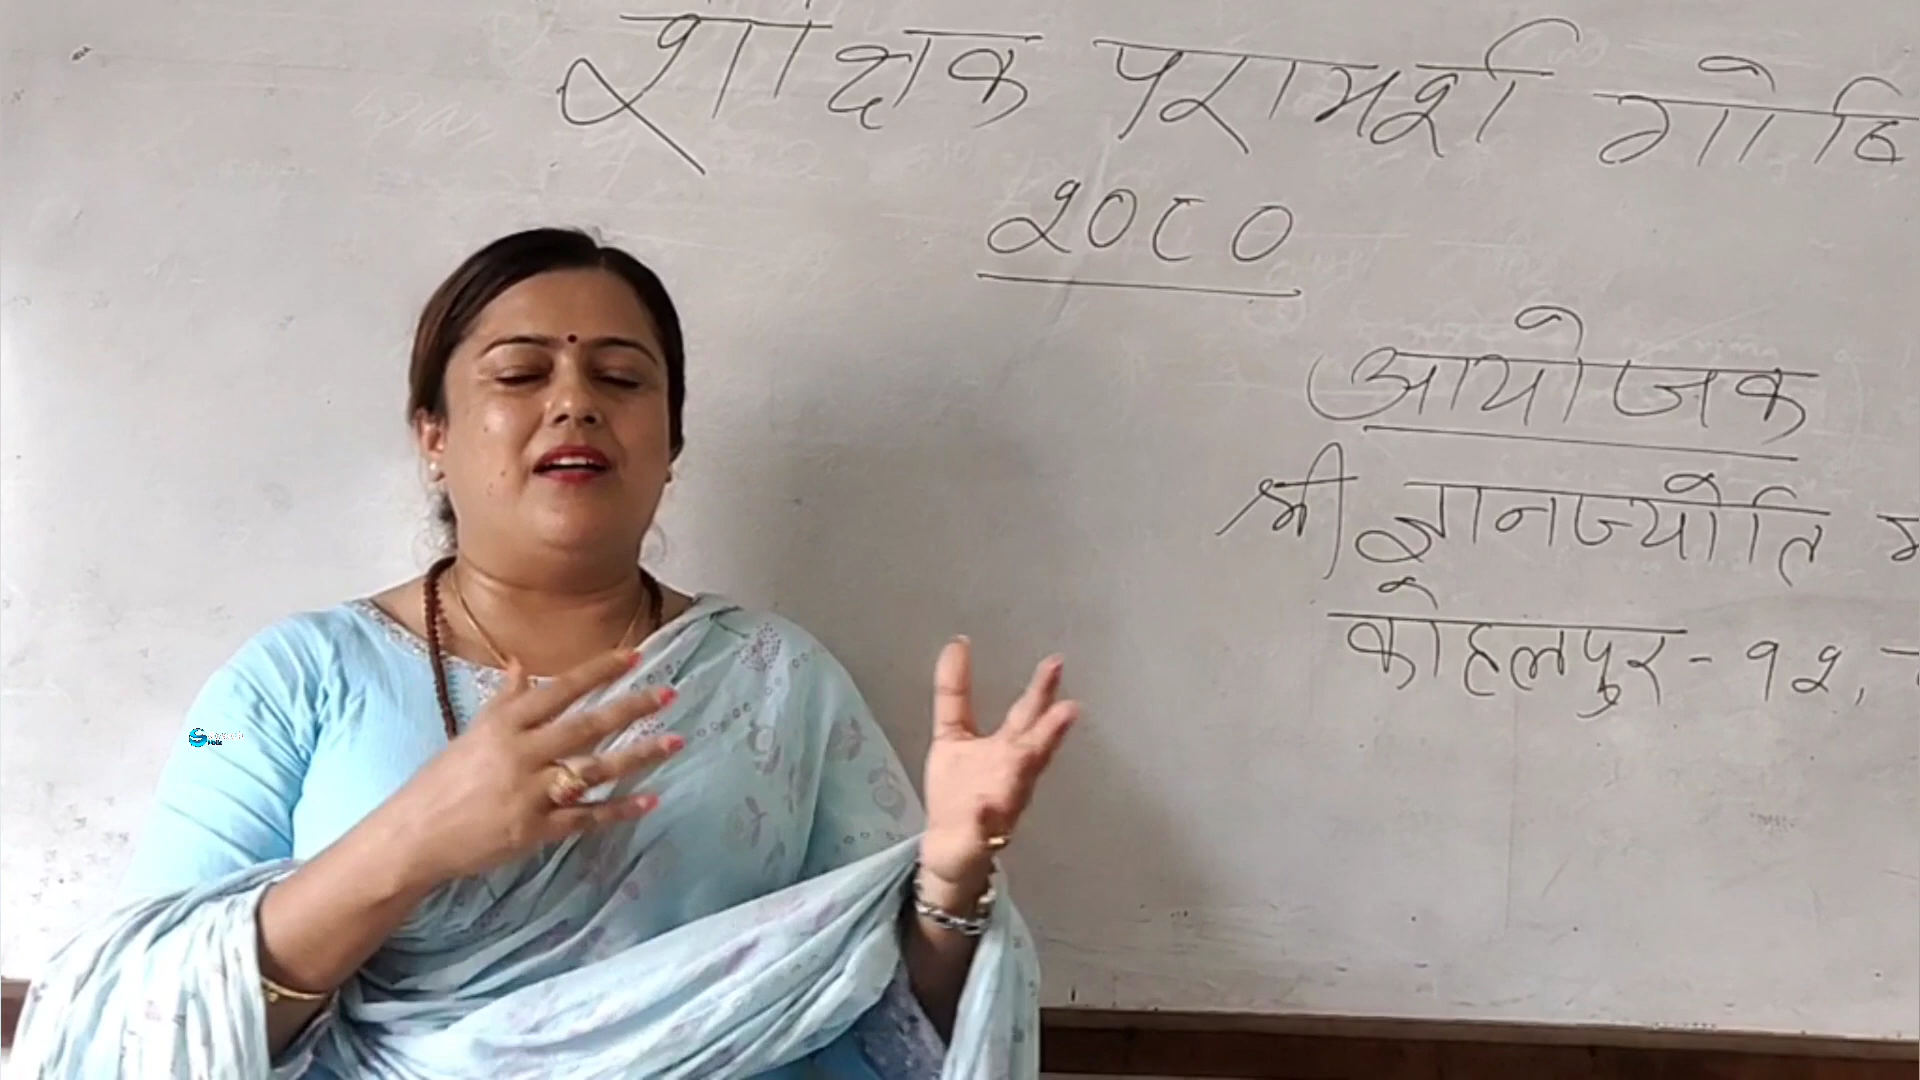 शैक्षिक परामर्श गोष्ठि
२०८०
आयोजक
श्री ज्ञानज्योति
कोहलपुर - १२,